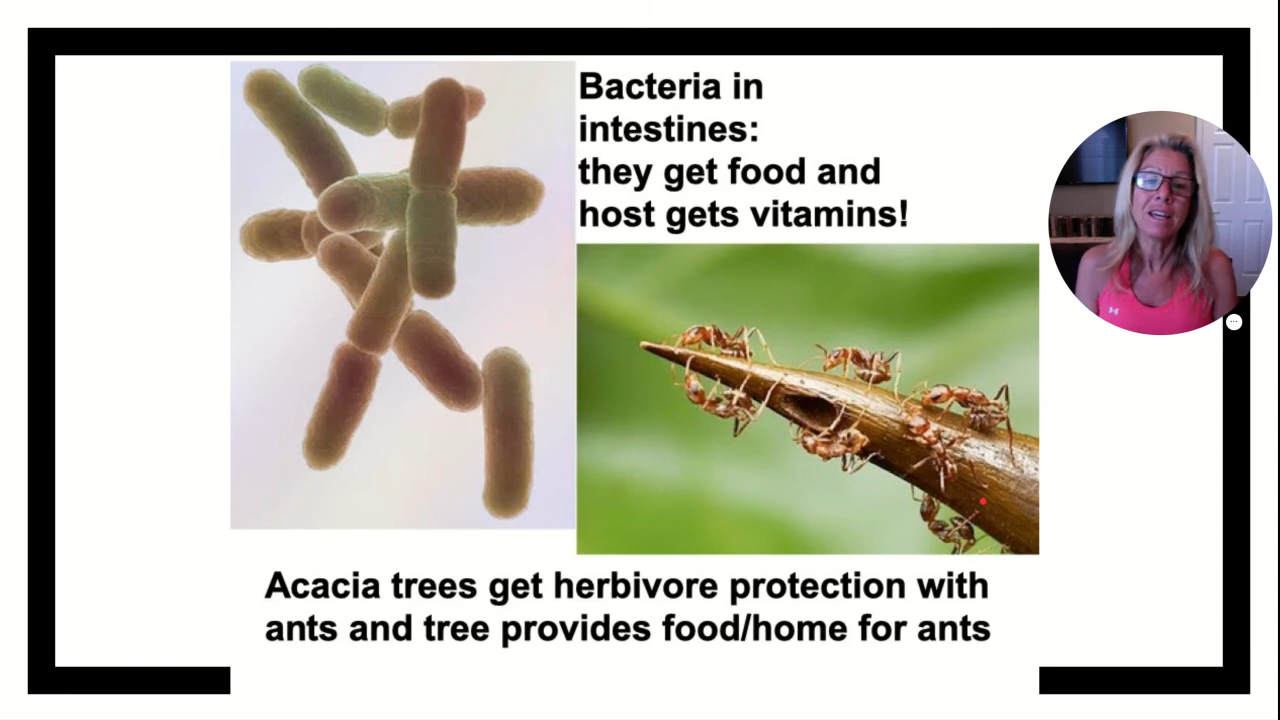 Bacteria in
intestines:
they get food and
host gets vitamins!
Acacia trees get herbivore protection with
ants and tree provides food/home for ants